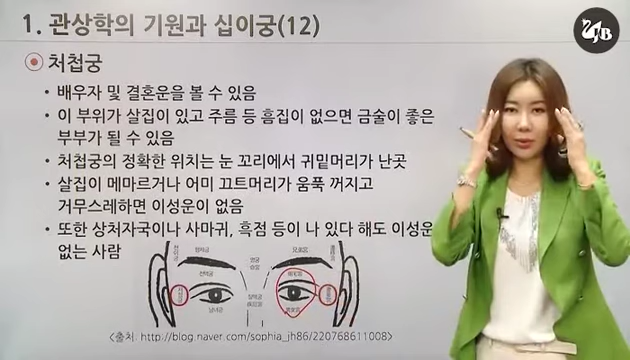 1. 관상학의 기원과 십이궁(12)
처첩궁
• 배우자 및 결혼운을 볼 수 있음
• 이 부위가 살집이 있고 주름 등 흠집이 없으면 금술이 좋은
부부가 될 수 있음
• 처첩궁의 정확한 위치는 눈 꼬리에서 귀밑머리가 난곳
• 살집이 메마르거나 어미 끄트머리가 움푹 꺼지고
거무스레하면 이성운이 없음
• 또한 상처자국이나 사마귀, 흑점 등이 나 있다 해도 이성운
없는 사람
<출처: http://blog.naver.com/sophia_jh86/220768611008>